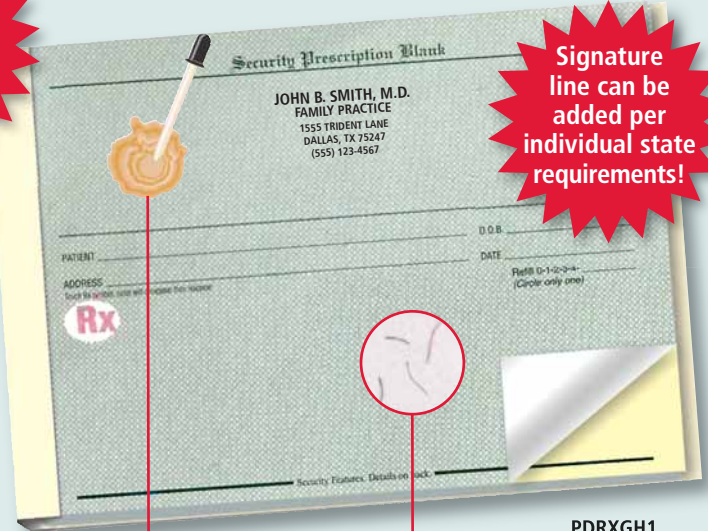 Security Prescription Blank
JOHN B. SMITH, M.D.
FAMILY PRACTICE
1555 TRIDENT LANE
DALLAS, TX 75247
(555) 123-4567
Signature
line can be
added per
individual state
requirements!
PATIENT
D.O.B.
ADDRESS
DATE
Refill 0-1-2-3-4-
(Circle only one)
Rx
Security Features. Details on back.
PDRXGH1